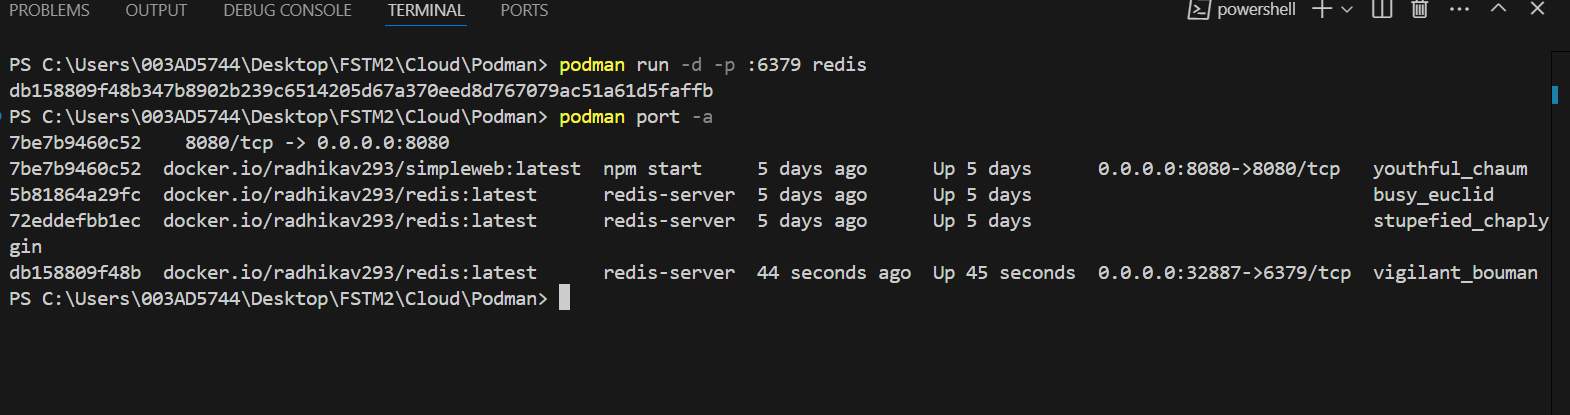 PROBLEMS OUTPUT DEBUG CONSOLE TERMINAL PORTS powershell
PS C:\Users\003AD5744\Desktop\FSTM2\Cloud\Podman> podman run -d -p :6379 redis
db158809f48b347b8902b239c6514205d67a370eed8d767079ac51a61d5faffb
PS C:\Users\003AD5744\Desktop\FSTM2\Cloud\Podman> podman port -a
7be7b9460c52    8080/tcp -> 0.0.0.0:8080
7be7b9460c52  docker.io/radhikav293/simpleweb:latest  npm start     5 days ago      Up 5 days      0.0.0.0:8080->8080/tcp   youthful_chaum
5b81864a29fc  docker.io/radhikav293/redis:latest      redis-server  5 days ago      Up 5 days                               busy_euclid
72eddefbb1ec  docker.io/radhikav293/redis:latest      redis-server  5 days ago      Up 5 days                               stupefied_chaply
gin
db158809f48b  docker.io/radhikav293/redis:latest      redis-server  44 seconds ago  Up 45 seconds  0.0.0.0:32887->6379/tcp  vigilant_bouman
PS C:\Users\003AD5744\Desktop\FSTM2\Cloud\Podman>